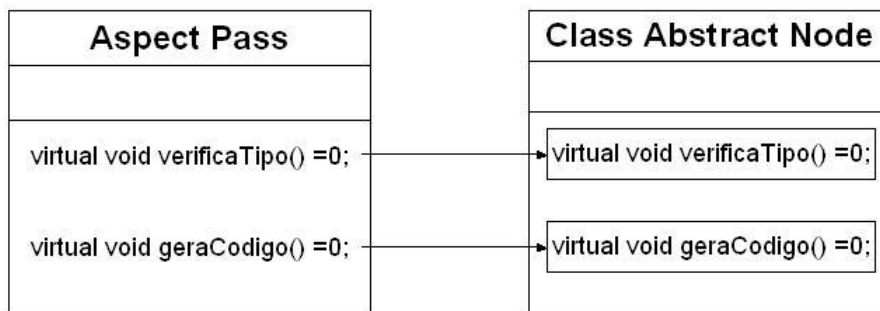 Aspect Pass
virtual void verificaTipo() =0;
virtual void geraCodigo() =0;
Class Abstract Node
virtual void verificaTipo() =0;
virtual void geraCodigo() =0;